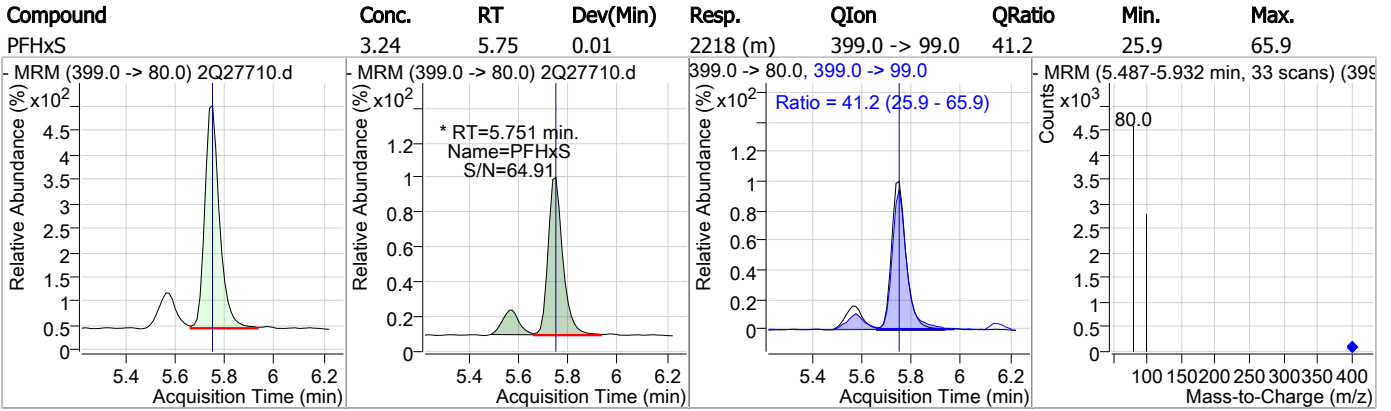 Compound Conc. RT Dev(Min) Resp. QIon QRatio Min. Max.
PFHxS 3.24 5.75 0.01 2218 (m) 399.0 -> 99.0 41.2 25.9 65.9
- MRM (399.0 -> 80.0) 2Q27710.d
Relative Abundance (%)
x10²
4.5
4
3.5
3
2.5
2
1.5
1
0.5
0
5.4 5.6 5.8 6 6.2
Acquisition Time (min)
- MRM (399.0 -> 80.0) 2Q27710.d
Relative Abundance (%)
x10²
* RT=5.751 min.
Name=PFHxS
S/N=64.91
1.2
1
0.8
0.6
0.4
0.2
0
5.4 5.6 5.8 6 6.2
Acquisition Time (min)
399.0 -> 80.0, 399.0 -> 99.0
Relative Abundance (%)
x10²
Ratio = 41.2 (25.9 - 65.9)
1.2
1
0.8
0.6
0.4
0.2
0
5.4 5.6 5.8 6 6.2
Acquisition Time (min)
- MRM (5.487-5.932 min, 33 scans) (399
Counts
x10³
80.0
4.5
4
3.5
3
2.5
2
1.5
1
0.5
0
100 150 200 250 300 350 400
Mass-to-Charge (m/z)